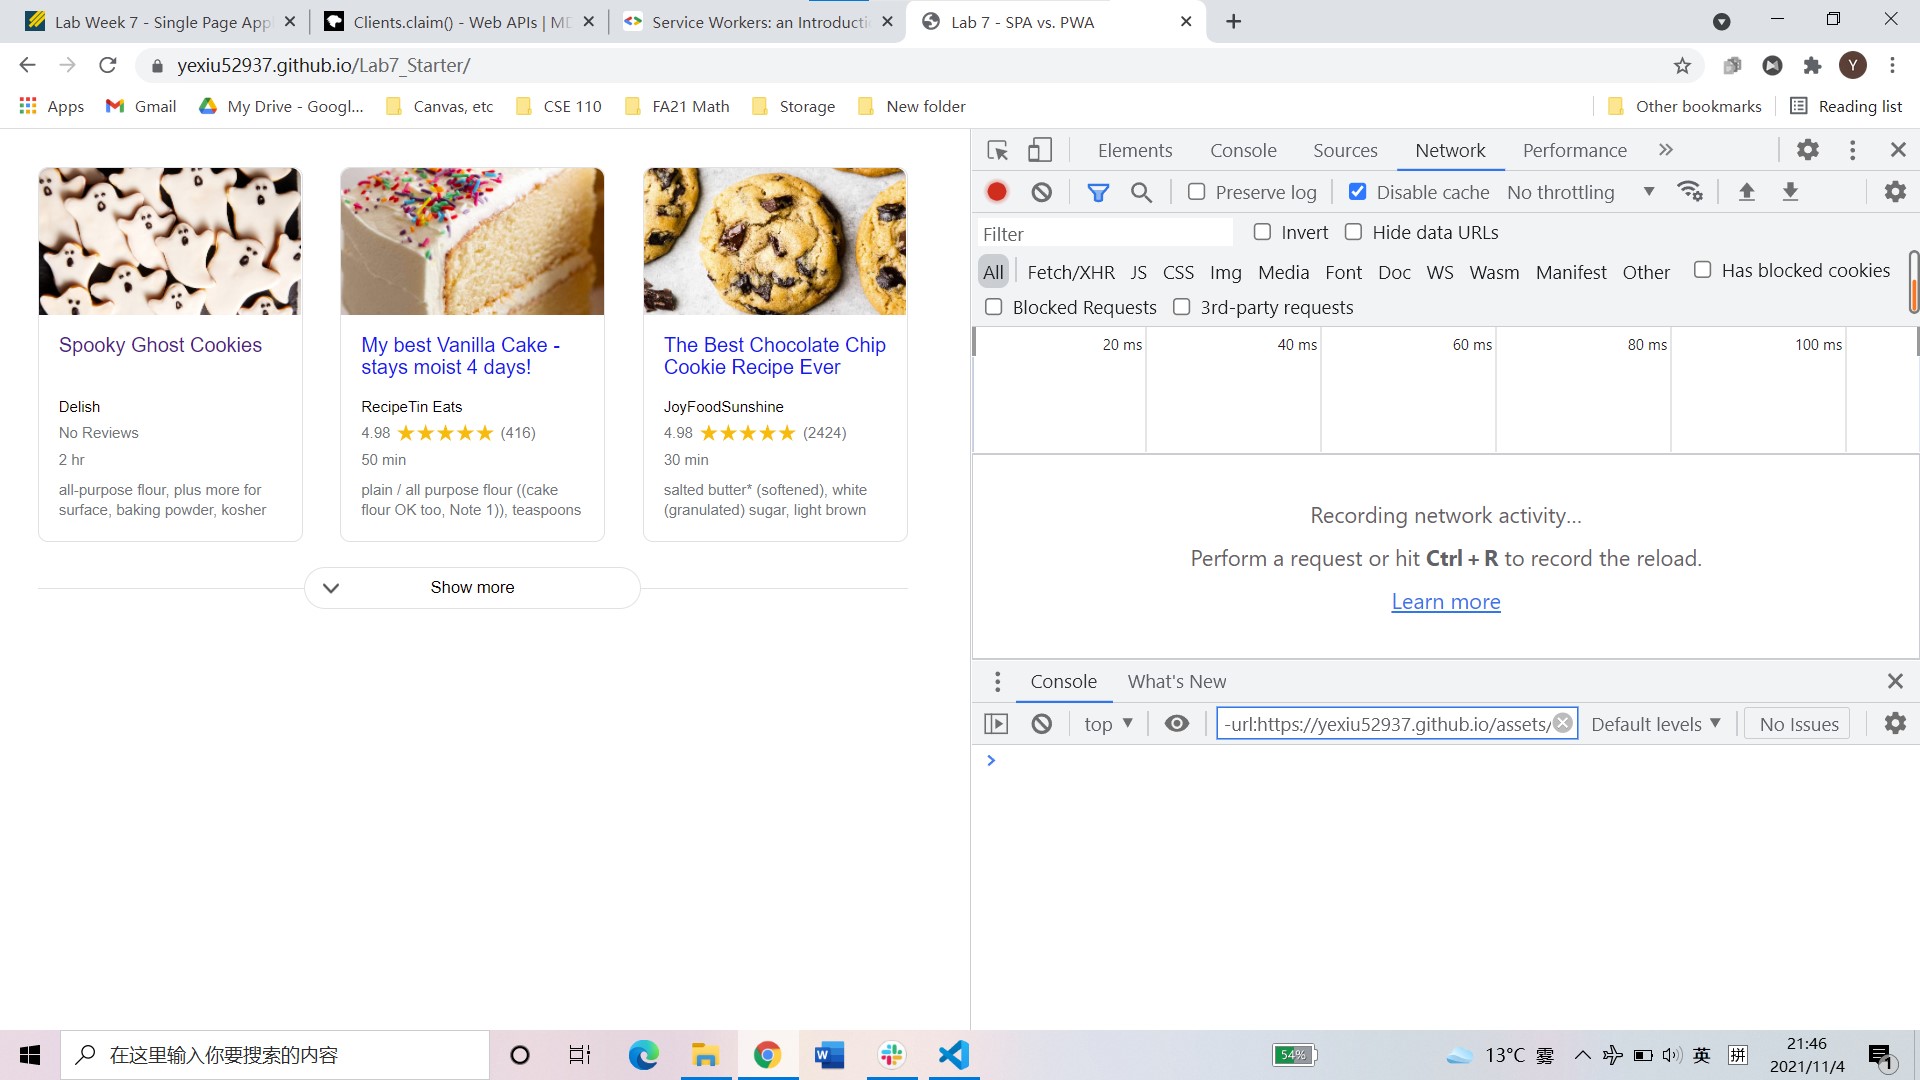 Lab Week 7 - Single Page App
Clients.claim() - Web APIs | MD
Service Workers: an Introducti
Lab 7 - SPA vs. PWA
yexiu52937.github.io/Lab7_Starter/
Y
Apps
Gmail
My Drive - Googl...
Canvas, etc
CSE 110
FA21 Math
Storage
New folder
Other bookmarks
Reading list
Spooky Ghost Cookies
Delish
No Reviews
2 hr
all-purpose flour, plus more for
surface, baking powder, kosher
My best Vanilla Cake -
stays moist 4 days!
RecipeTin Eats
4.98 (416)
50 min
plain / all purpose flour ((cake
flour OK too, Note 1)), teaspoons
The Best Chocolate Chip
Cookie Recipe Ever
JoyFoodSunshine
4.98 (2424)
30 min
salted butter* (softened), white
(granulated) sugar, light brown
Show more
Elements Console Sources Network Performance
Preserve log Disable cache No throttling
Filter Invert Hide data URLs
All Fetch/XHR JS CSS Img Media Font Doc WS Wasm Manifest Other Has blocked cookies
Blocked Requests 3rd-party requests
20 ms 40 ms 60 ms 80 ms 100 ms
Recording network activity...
Perform a request or hit Ctrl + R to record the reload.
Learn more
Console What's New
top -url:https://yexiu52937.github.io/assets/ Default levels No Issues
在这里输入你要搜索的内容
54%
13°C 雾
英
拼
21:46
2021/11/4
1